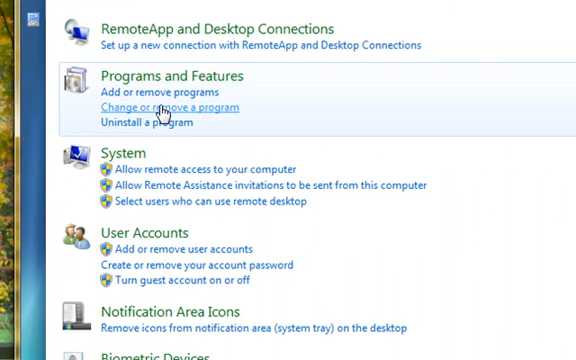 RemoteApp and Desktop Connections
Set up a new connection with RemoteApp and Desktop Connections
Programs and Features
Add or remove programs
Change or remove a program
Uninstall a program
System
Allow remote access to your computer
Allow Remote Assistance invitations to be sent from this computer
Select users who can use remote desktop
User Accounts
Add or remove user accounts
Create or remove your account password
Turn guest account on or off
Notification Area Icons
Remove icons from notification area (system tray) on the desktop
Biometric Devices